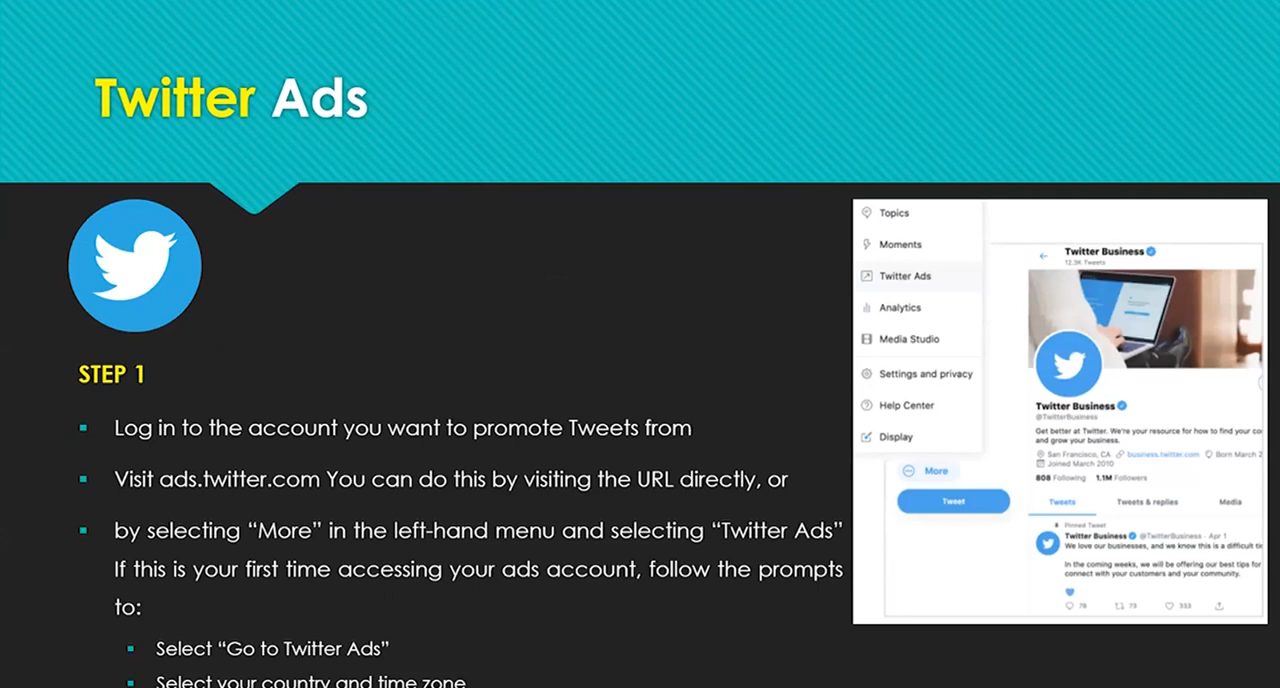 Twitter Ads
STEP 1
Log in to the account you want to promote Tweets from
Visit ads.twitter.com You can do this by visiting the URL directly, or
by selecting “More” in the left-hand menu and selecting “Twitter Ads”
If this is your first time accessing your ads account, follow the prompts
to:
Select “Go to Twitter Ads”
Select your country and time zone
Topics
Moments
Twitter Ads
Analytics
Media Studio
Settings and privacy
Help Center
Display
More
Tweet
Twitter Business
12.3K Tweets
Twitter Business
@TwitterBusiness
Get better at Twitter. We're your resource for how to find your co
and grow your business.
San Francisco, CA business.twitter.com Born March 2
Joined March 2010
808 Following 1.1M Followers
Tweets Tweets & replies Media
Pinned Tweet
Twitter Business @TwitterBusiness · Apr 1
We love our businesses, and we know this is a difficult ti
In the coming weeks, we will be offering our best tips for
connect with your customers and your community.
78 73 333